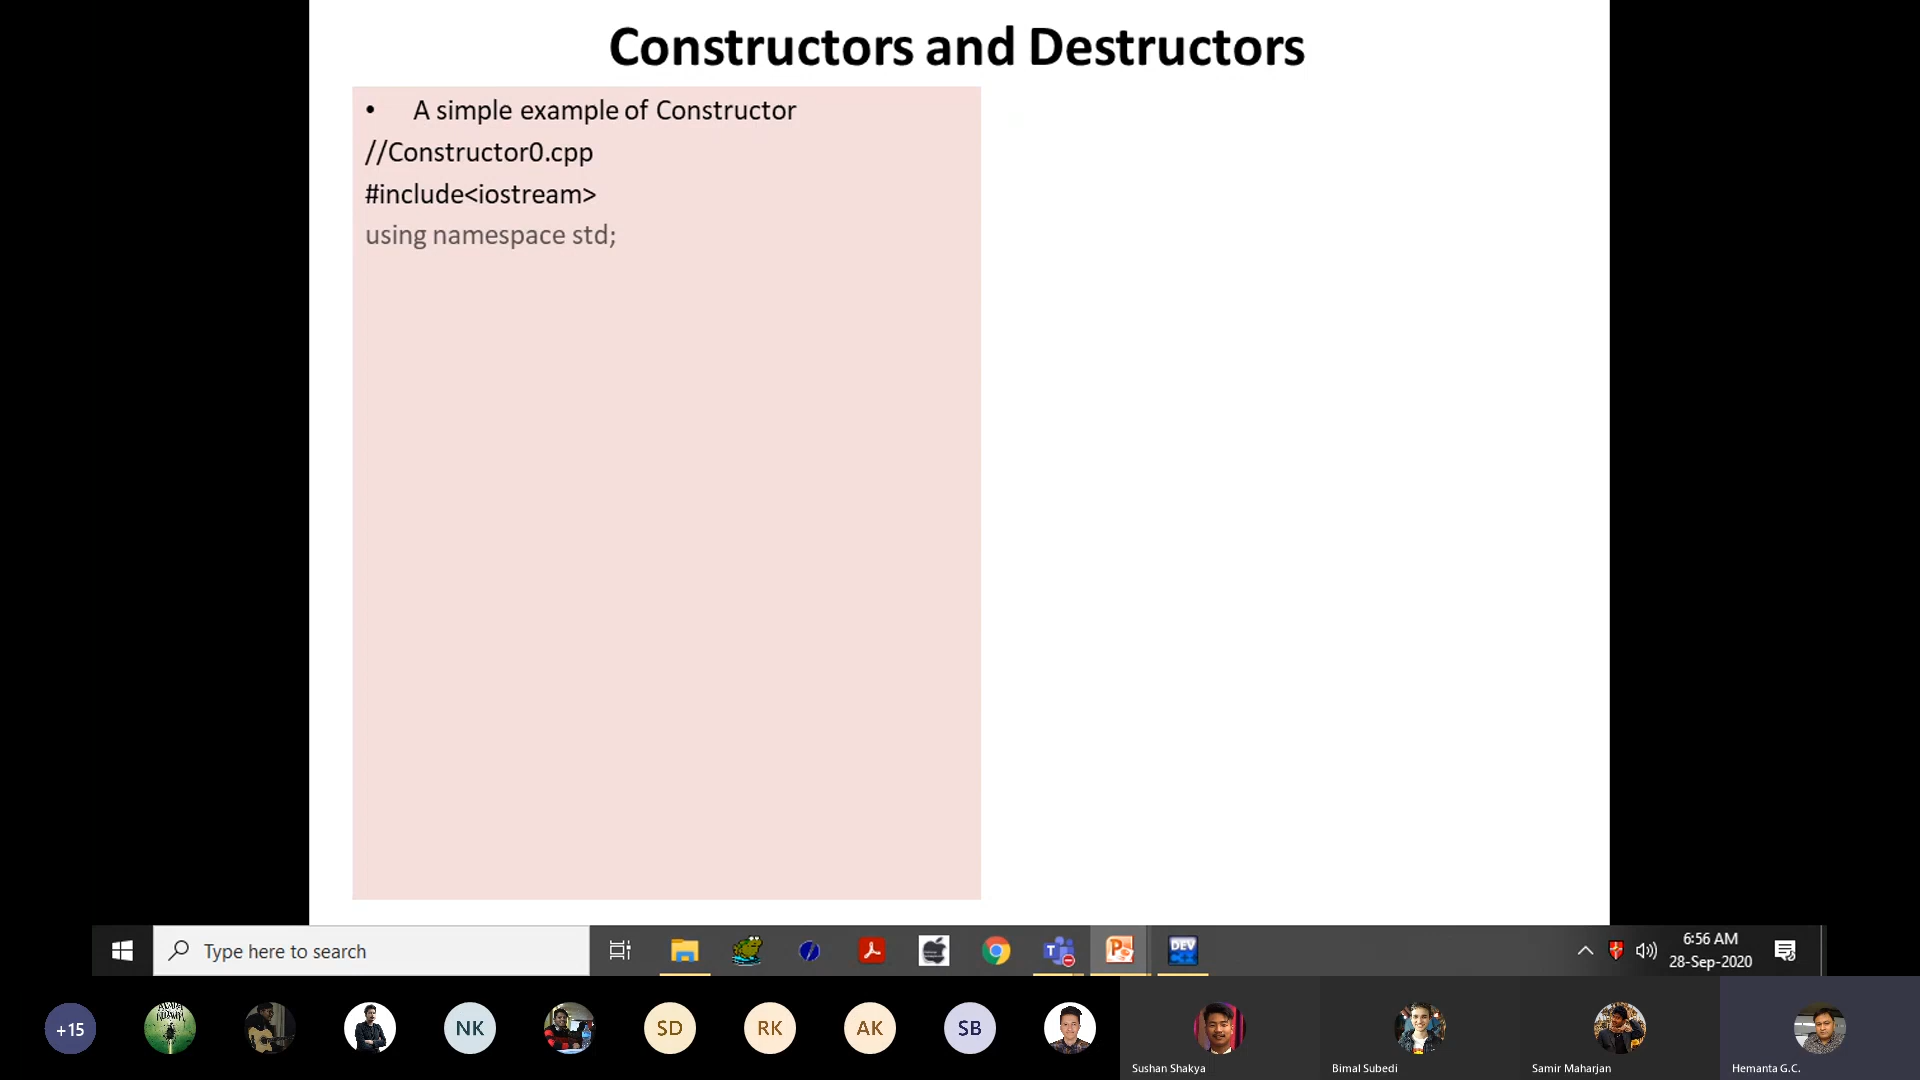 Constructors and Destructors
• A simple example of Constructor
//Constructor0.cpp
#include<iostream>
using namespace std;
Type here to search
DEV
C++
6:56 AM
28-Sep-2020
+15
NK
SD
RK
AK
SB
Sushan Shakya
Bimal Subedi
Samir Maharjan
Hemanta G.C.